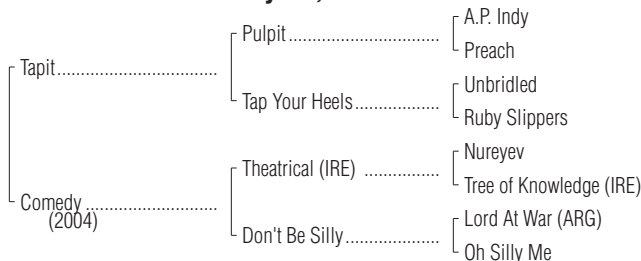 A.P. Indy
Pulpit
Preach
Tapit
Unbridled
Tap Your Heels
Ruby Slippers
Nureyev
Theatrical (IRE)
Tree of Knowledge (IRE)
Comedy
(2004)
Lord At War (ARG)
Don't Be Silly
Oh Silly Me